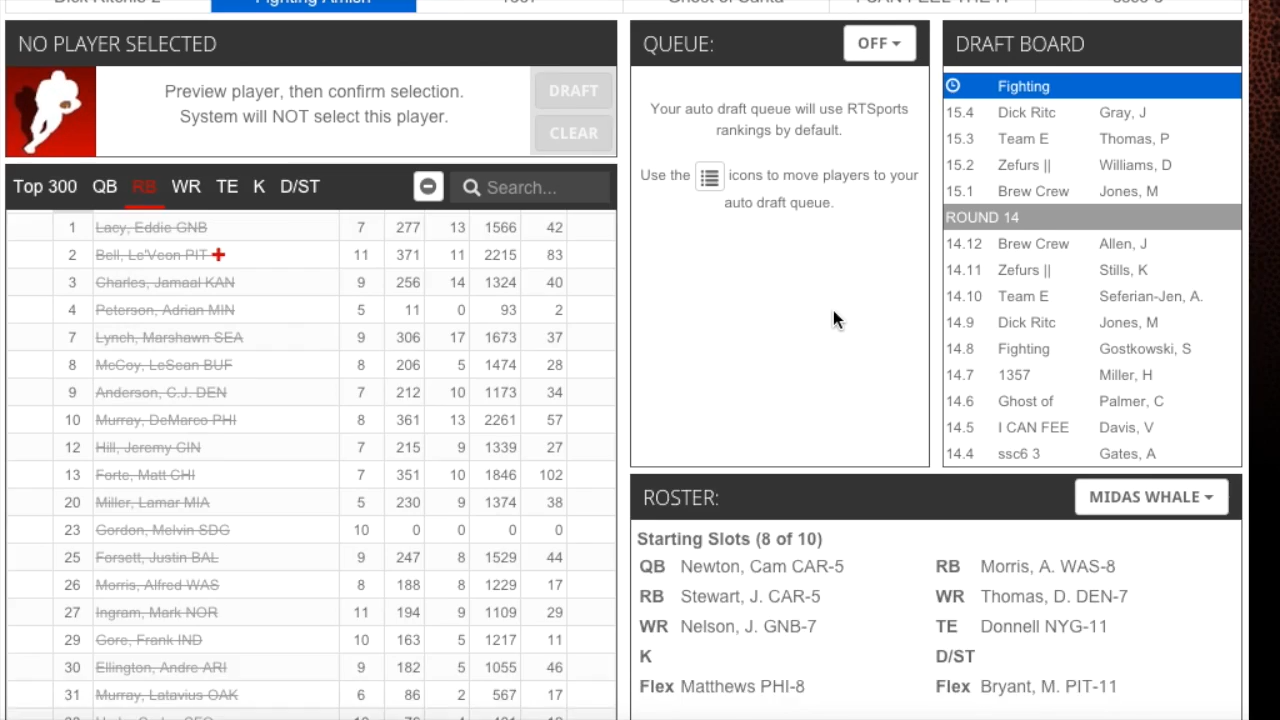 Dick Ritchie 2 Fighting Amish 1357 Ghost of Santa I CAN FEEL THE H ssc6 3
NO PLAYER SELECTED
Preview player, then confirm selection.
System will NOT select this player.
DRAFT
CLEAR
Top 300 QB RB WR TE K D/ST Search...
1 Lacy, Eddie GNB 7 277 13 1566 42
2 Bell, Le'Veon PIT 11 371 11 2215 83
3 Charles, Jamaal KAN 9 256 14 1324 40
4 Peterson, Adrian MIN 5 11 0 93 2
7 Lynch, Marshawn SEA 9 306 17 1673 37
8 McCoy, LeSean BUF 8 206 5 1474 28
9 Anderson, C.J. DEN 7 212 10 1173 34
10 Murray, DeMarco PHI 8 361 13 2261 57
12 Hill, Jeremy CIN 7 215 9 1339 27
13 Forte, Matt CHI 7 351 10 1846 102
20 Miller, Lamar MIA 5 230 9 1374 38
23 Gordon, Melvin SDG 10 0 0 0 0
25 Forsett, Justin BAL 9 247 8 1529 44
26 Morris, Alfred WAS 8 188 8 1229 17
27 Ingram, Mark NOR 11 194 9 1109 29
29 Gore, Frank IND 10 163 5 1217 11
30 Ellington, Andre ARI 9 182 5 1055 46
31 Murray, Latavius OAK 6 86 2 567 17
QUEUE: OFF
Your auto draft queue will use RTSports
rankings by default.
Use the icons to move players to your
auto draft queue.
DRAFT BOARD
Fighting
15.4 Dick Ritc Gray, J
15.3 Team E Thomas, P
15.2 Zefurs || Williams, D
15.1 Brew Crew Jones, M
ROUND 14
14.12 Brew Crew Allen, J
14.11 Zefurs || Stills, K
14.10 Team E Seferian-Jen, A.
14.9 Dick Ritc Jones, M
14.8 Fighting Gostkowski, S
14.7 1357 Miller, H
14.6 Ghost of Palmer, C
14.5 I CAN FEE Davis, V
14.4 ssc6 3 Gates, A
ROSTER: MIDAS WHALE
Starting Slots (8 of 10)
QB Newton, Cam CAR-5 RB Morris, A. WAS-8
RB Stewart, J. CAR-5 WR Thomas, D. DEN-7
WR Nelson, J. GNB-7 TE Donnell NYG-11
K D/ST
Flex Matthews PHI-8 Flex Bryant, M. PIT-11